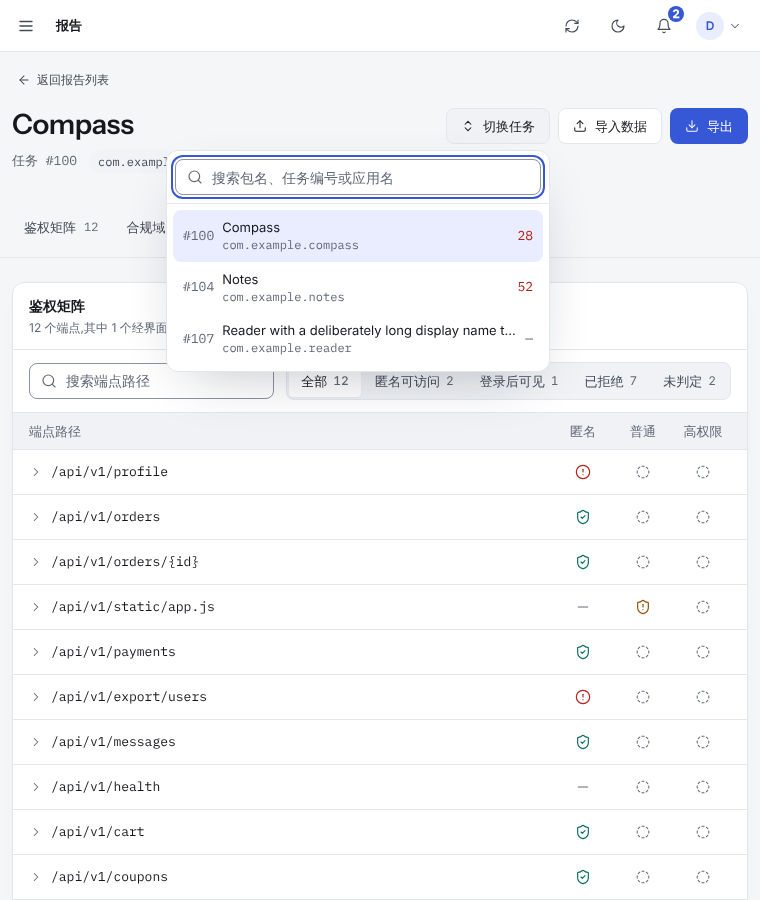 报告
2
D
返回报告列表
Compass
切换任务
导入数据
导出
任务 #100
搜索包名、任务编号或应用名
#100 Compass 28
com.example.compass
#104 Notes 52
com.example.notes
#107 Reader with a deliberately long display name t... —
com.example.reader
鉴权矩阵 12
合规域
鉴权矩阵
12 个端点,其中 1 个经界面
搜索端点路径
全部 12
匿名可访问 2
登录后可见 1
已拒绝 7
未判定 2
端点路径 匿名 普通 高权限
/api/v1/profile
/api/v1/orders
/api/v1/orders/{id}
/api/v1/static/app.js —
/api/v1/payments
/api/v1/export/users
/api/v1/messages
/api/v1/health —
/api/v1/cart
/api/v1/coupons